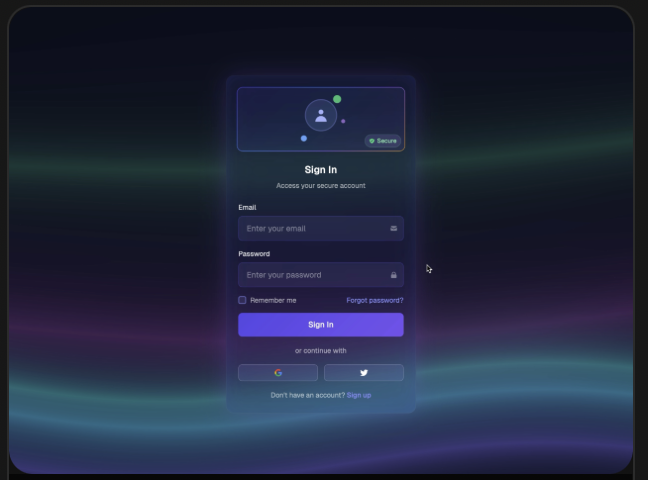 Secure
Sign In
Access your secure account
Email
Enter your email
Password
Enter your password
Remember me Forgot password?
Sign In
or continue with
Don't have an account? Sign up